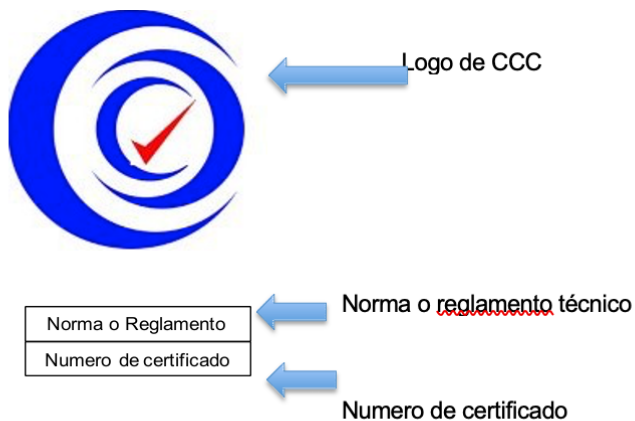 Logo de CCC
Norma o reglamento técnico
Norma o Reglamento
Numero de certificado
Numero de certificado